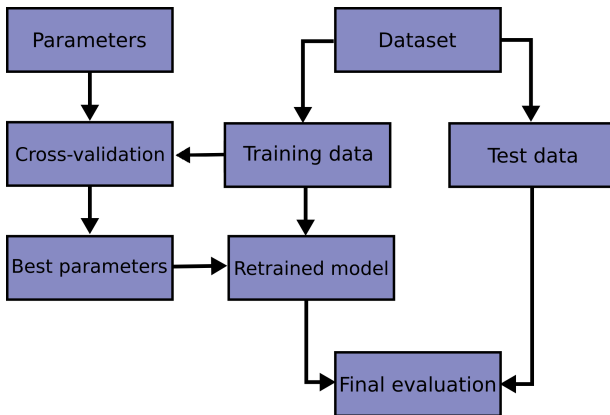 Parameters
Dataset
Cross-validation
Training data
Test data
Best parameters
Retrained model
Final evaluation